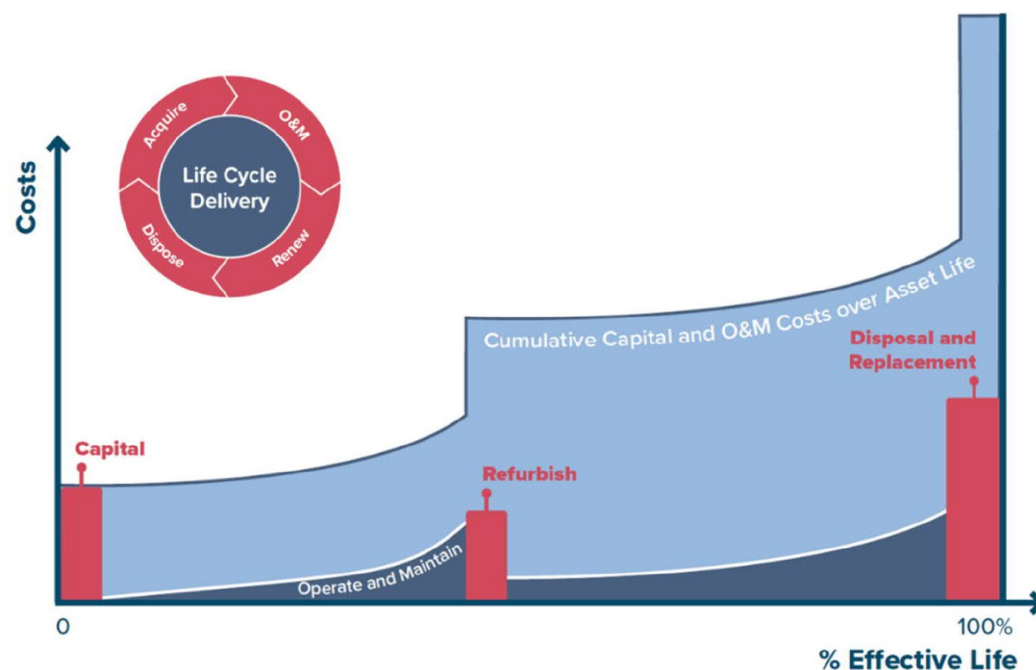 Acquire
O&M
Life Cycle
Delivery
Dispose
Renew
Costs
Cumulative Capital and O&M Costs over Asset Life
Disposal and
Replacement
Capital
Refurbish
Operate and Maintain
0
100%
% Effective Life